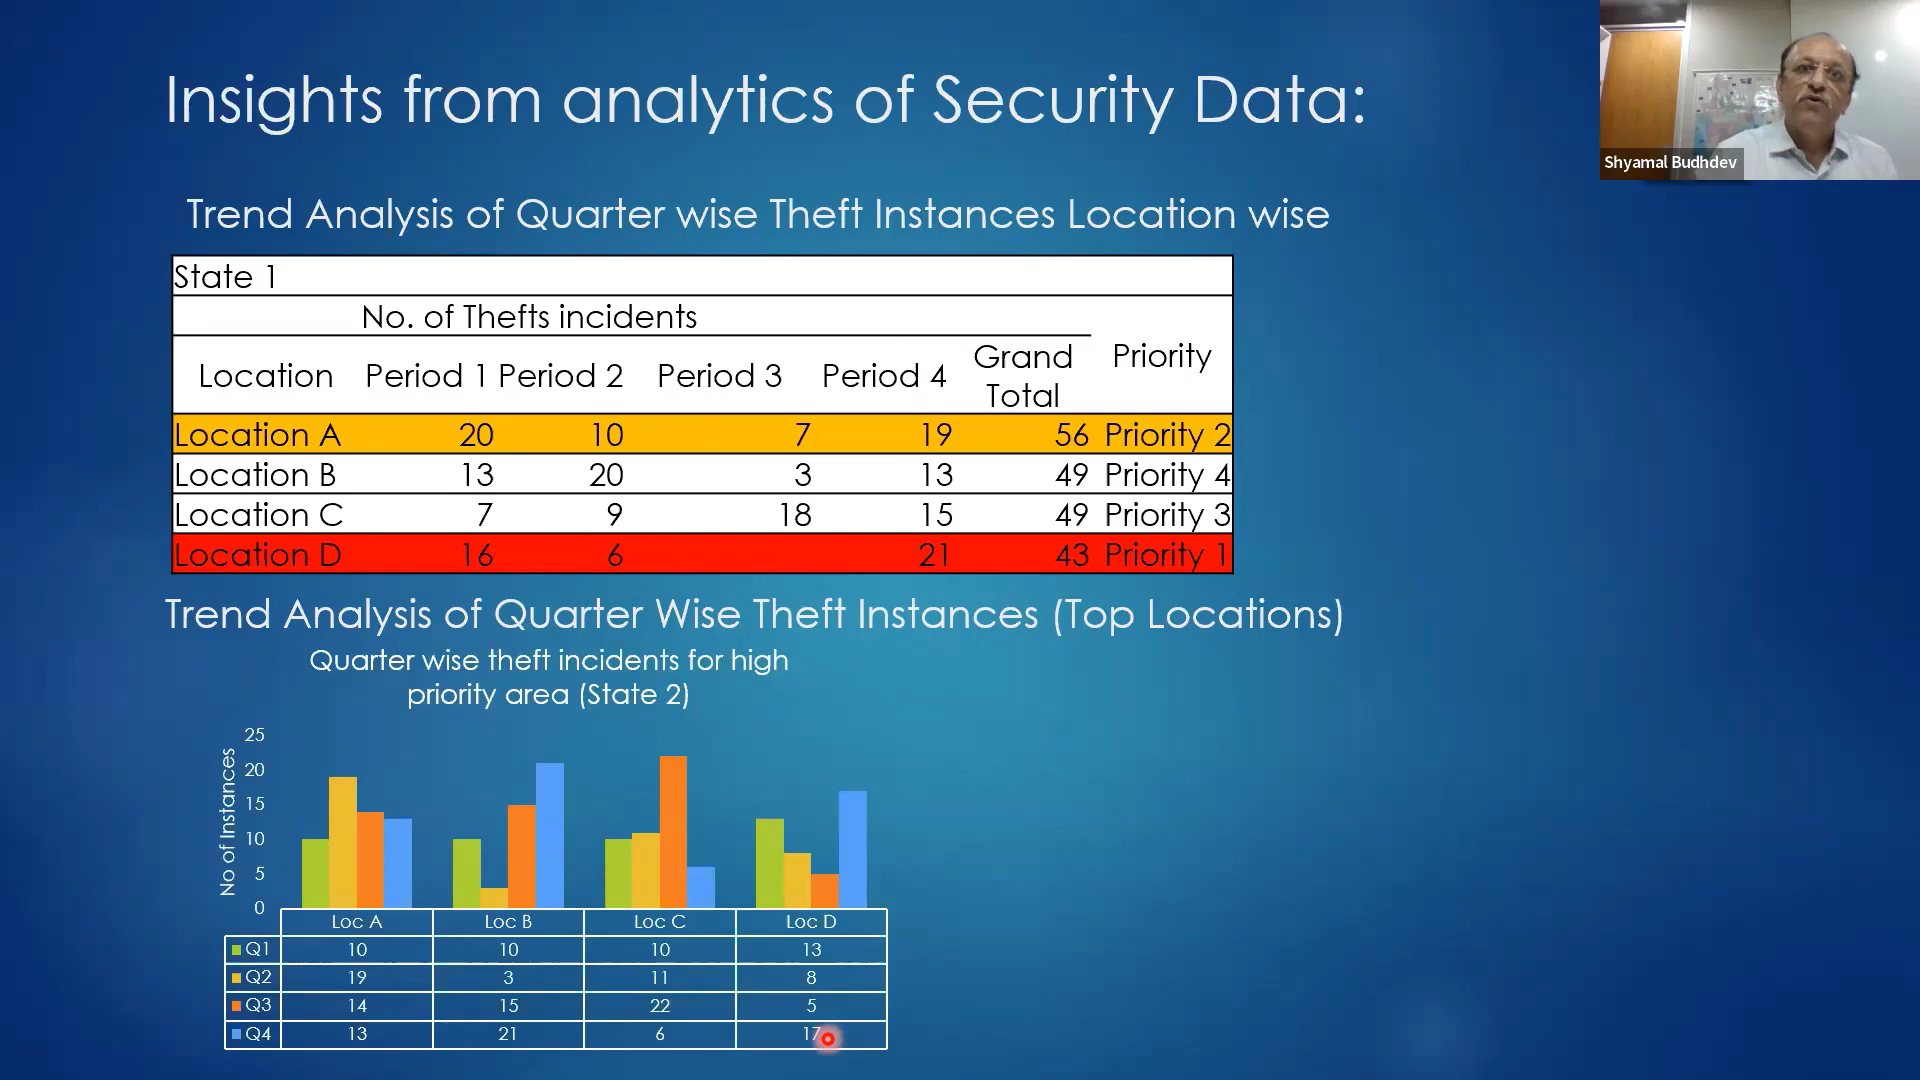 Insights from analytics of Security Data:
Shyamal Budhdev
Trend Analysis of Quarter wise Theft Instances Location wise
State 1
No. of Thefts incidents
Location Period 1 Period 2 Period 3 Period 4 Grand Total Priority
Location A 20 10 7 19 56 Priority 2
Location B 13 20 3 13 49 Priority 4
Location C 7 9 18 15 49 Priority 3
Location D 16 6 21 43 Priority 1
Trend Analysis of Quarter Wise Theft Instances (Top Locations)
Quarter wise theft incidents for high
priority area (State 2)
No of Instances
25
20
15
10
5
0
Loc A Loc B Loc C Loc D
Q1 10 10 10 13
Q2 19 3 11 8
Q3 14 15 22 5
Q4 13 21 6 17